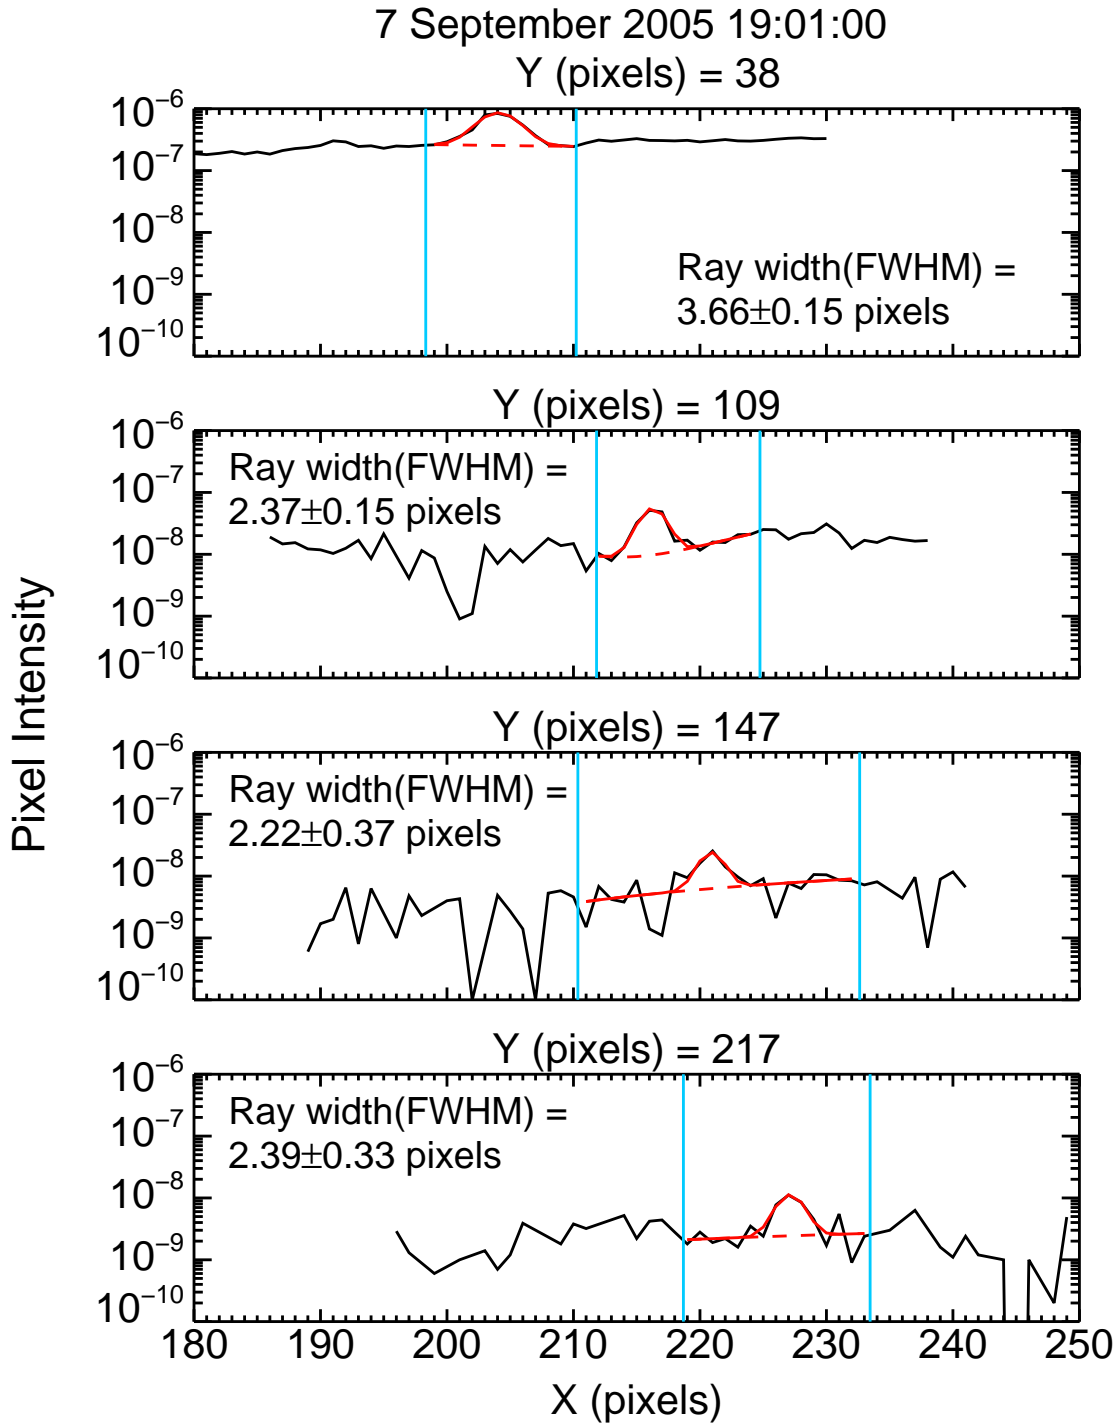 7 September 2005 19:01:00
Y (pixels) = 38
10⁻⁶
10⁻⁷
10⁻⁸
10⁻⁹
10⁻¹⁰
Ray width(FWHM) =
3.66±0.15 pixels
Y (pixels) = 109
10⁻⁶
10⁻⁷
10⁻⁸
10⁻⁹
10⁻¹⁰
Ray width(FWHM) =
2.37±0.15 pixels
Pixel Intensity
Y (pixels) = 147
10⁻⁶
10⁻⁷
10⁻⁸
10⁻⁹
10⁻¹⁰
Ray width(FWHM) =
2.22±0.37 pixels
Y (pixels) = 217
10⁻⁶
10⁻⁷
10⁻⁸
10⁻⁹
10⁻¹⁰
Ray width(FWHM) =
2.39±0.33 pixels
180 190 200 210 220 230 240 250
X (pixels)